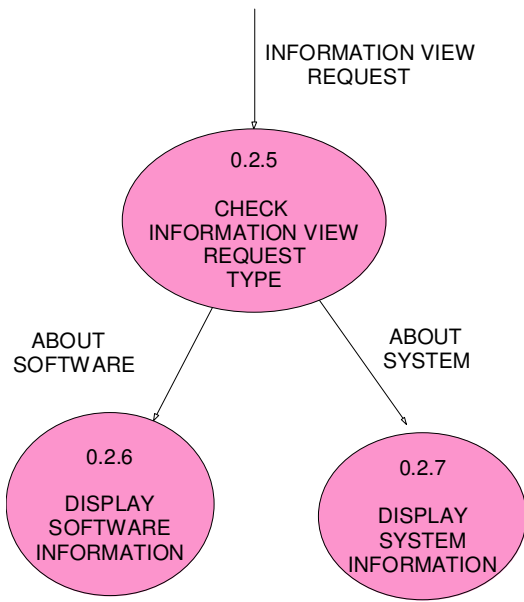 INFORMATION VIEW
REQUEST
0.2.5
CHECK
INFORMATION VIEW
REQUEST
TYPE
ABOUT
SOFTWARE
ABOUT
SYSTEM
0.2.6
DISPLAY
SOFTWARE
INFORMATION
0.2.7
DISPLAY
SYSTEM
INFORMATION